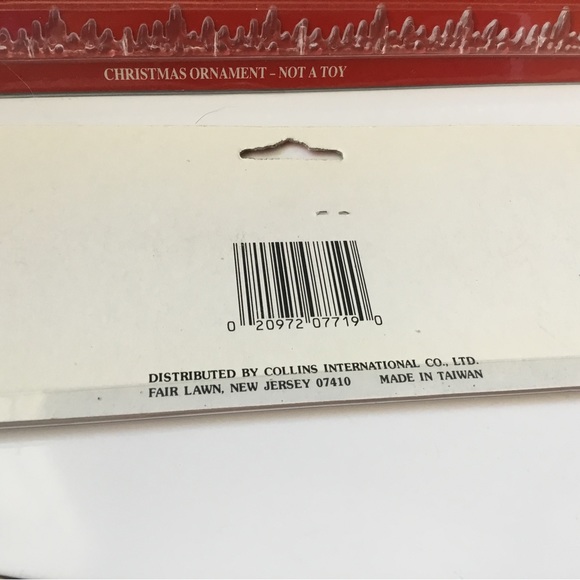 CHRISTMAS ORNAMENT – NOT A TOY
0 20972 07719 0
DISTRIBUTED BY COLLINS INTERNATIONAL CO., LTD.
FAIR LAWN, NEW JERSEY 07410 MADE IN TAIWAN